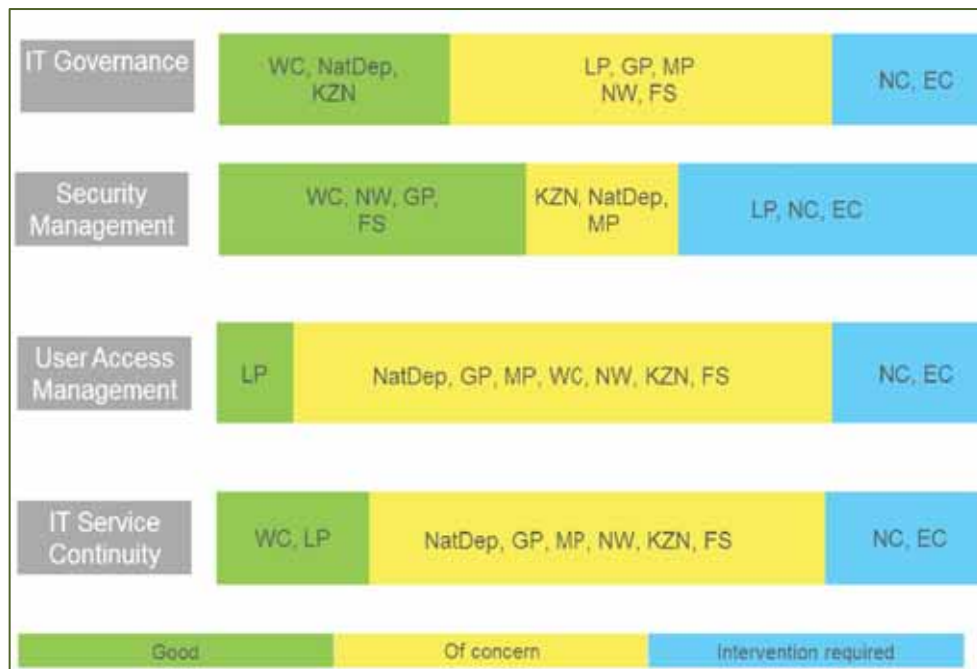 IT Governance
WC, NatDep,
KZN
LP, GP, MP
NW, FS
NC, EC
Security
Management
WC, NW, GP,
FS
KZN, NatDep,
MP
LP, NC, EC
User Access
Management
LP
NatDep, GP, MP, WC, NW, KZN, FS
NC, EC
IT Service
Continuity
WC, LP
NatDep, GP, MP, NW, KZN, FS
NC, EC
Good
Of concern
Intervention required